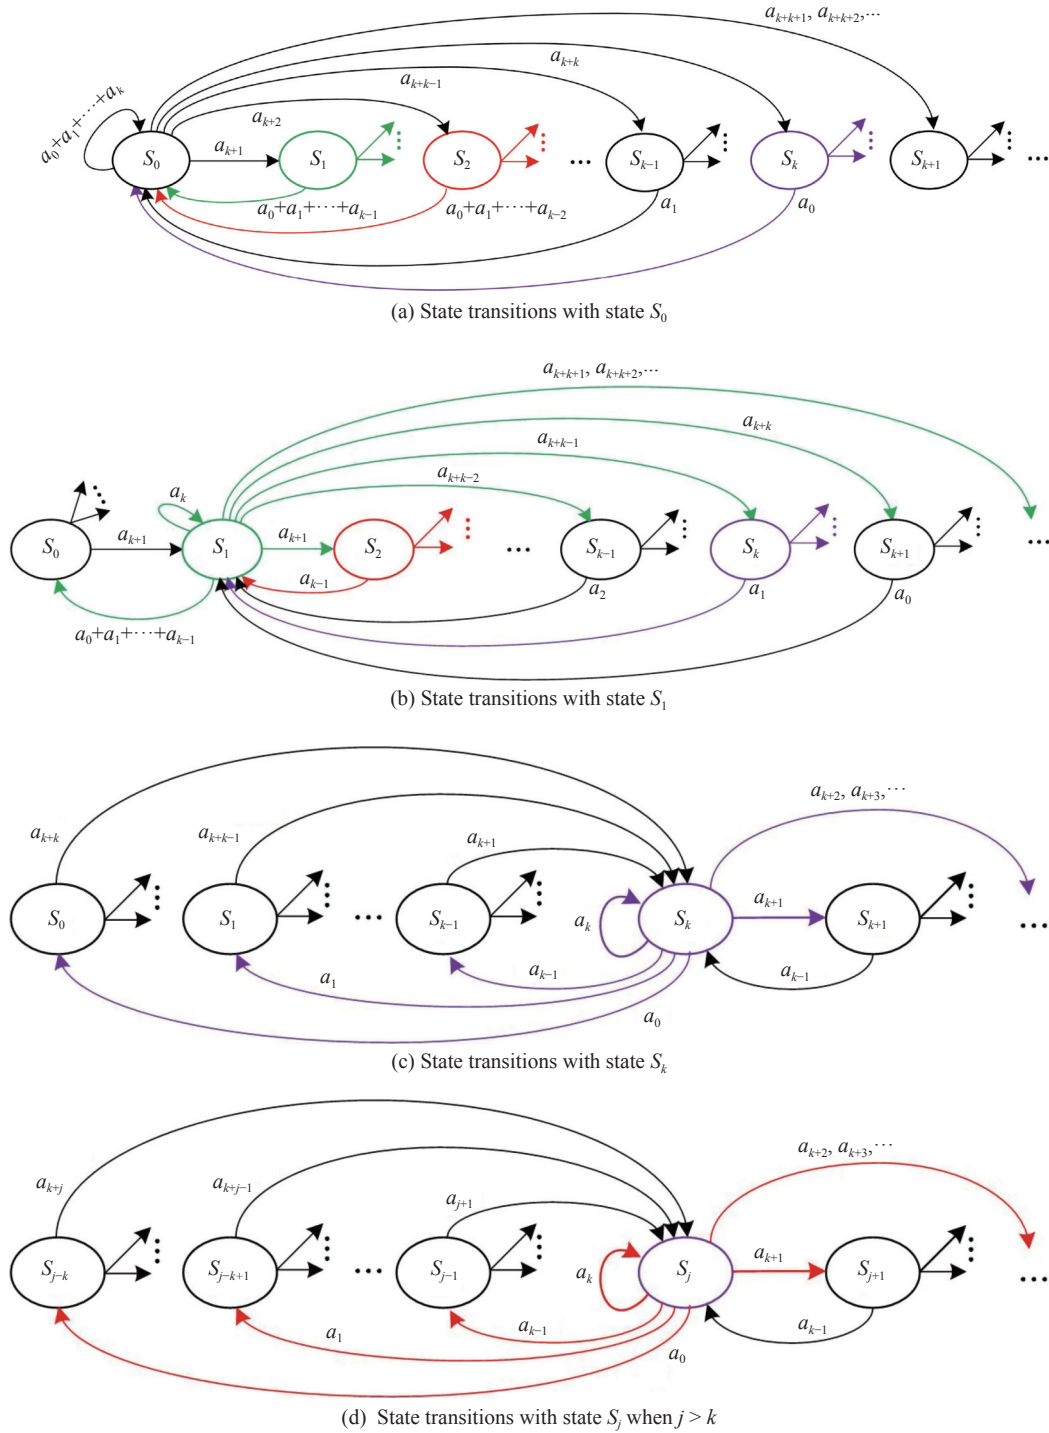 a_{k+k+1}, a_{k+k+2},...
a_{k+k}
a_{k+k−1}
a_0+a_1+⋯+a_k
a_{k+2}
a_{k+1}
S_0
S_1
S_2
...
S_{k−1}
S_k
S_{k+1}
...
a_0+a_1+⋯+a_{k−1}
a_0+a_1+⋯+a_{k−2}
a_1
a_0
(a) State transitions with state S_0
a_{k+k+1}, a_{k+k+2},...
a_{k+k}
a_{k+k−1}
a_{k+k−2}
a_k
a_{k+1}
a_{k+1}
S_0
S_1
S_2
...
S_{k−1}
S_k
S_{k+1}
...
a_{k−1}
a_2
a_1
a_0
a_0+a_1+⋯+a_{k−1}
(b) State transitions with state S_1
a_{k+2}, a_{k+3},⋯
a_{k+k}
a_{k+k−1}
a_{k+1}
a_{k+1}
S_0
S_1
...
S_{k−1}
a_k
S_k
S_{k+1}
...
a_1
a_{k−1}
a_{k−1}
a_0
(c) State transitions with state S_k
a_{k+2}, a_{k+3},⋯
a_{k+j}
a_{k+j−1}
a_{j+1}
a_{k+1}
S_{j−k}
S_{j−k+1}
...
S_{j−1}
a_k
S_j
S_{j+1}
...
a_1
a_{k−1}
a_{k−1}
a_0
(d) State transitions with state S_j when j > k